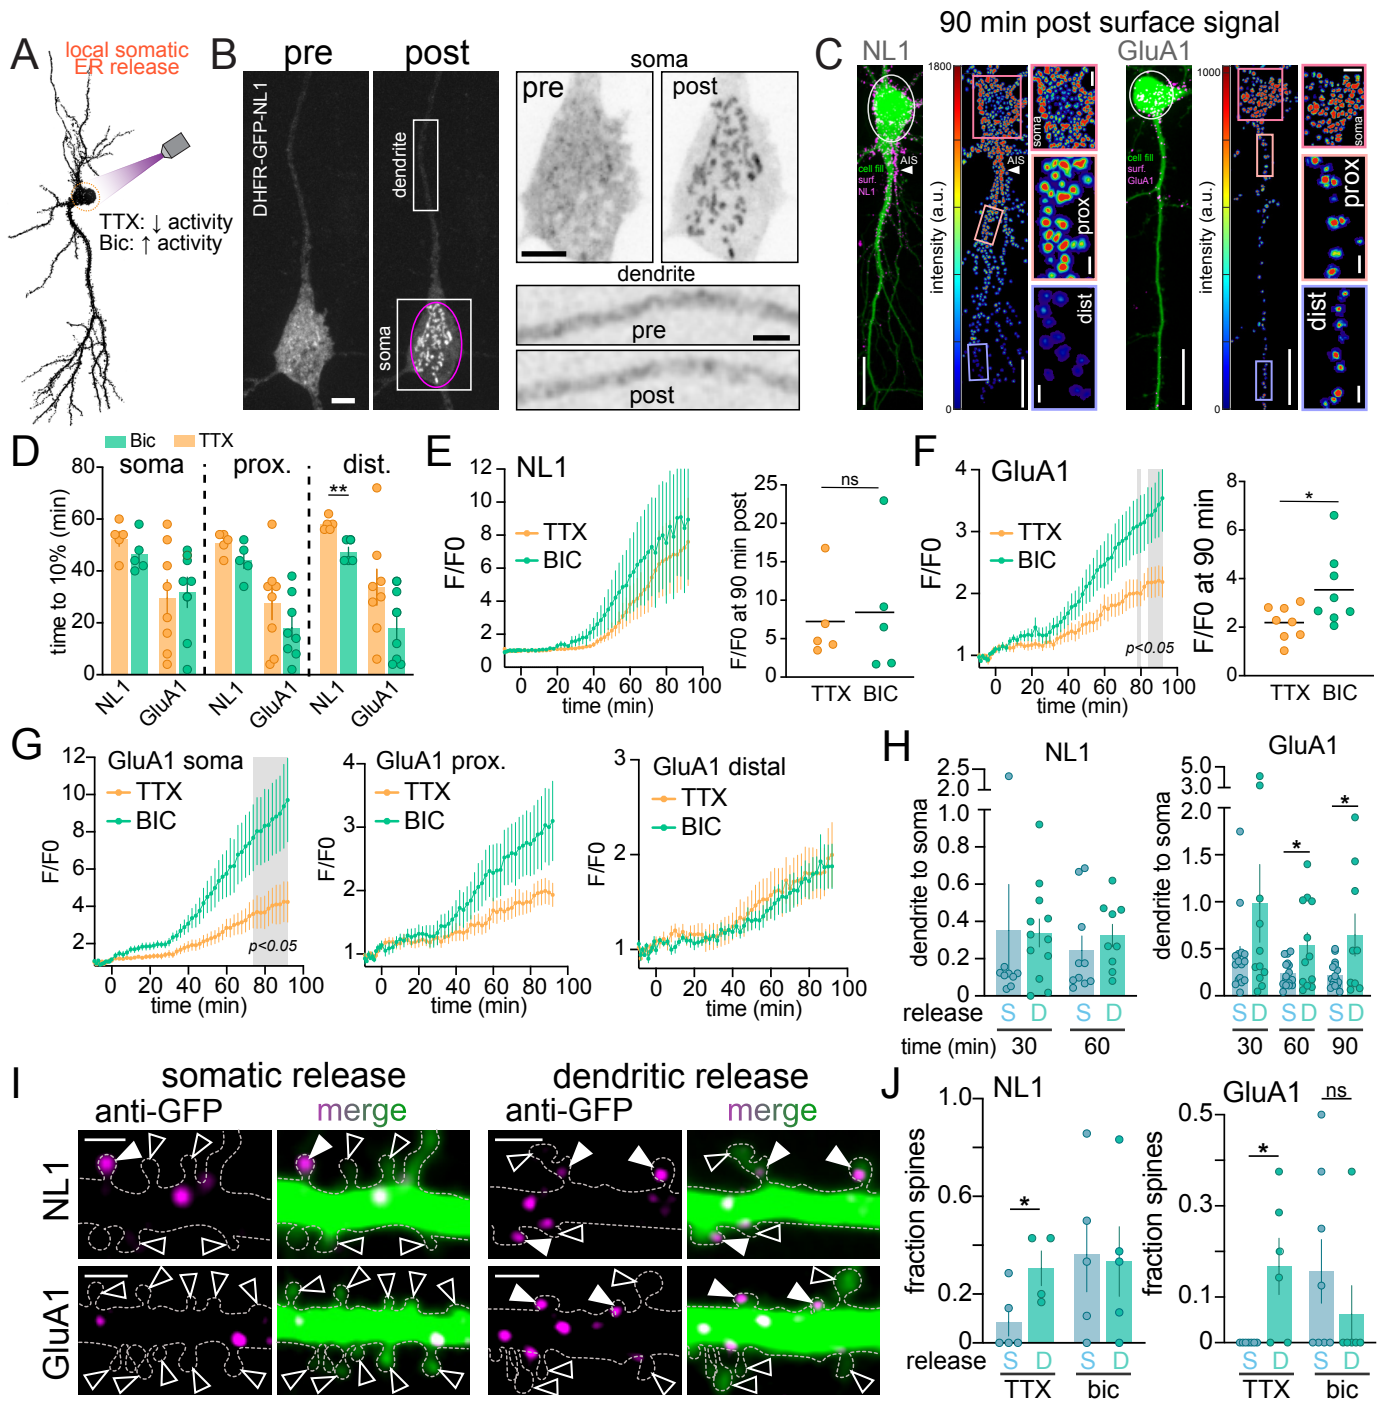 90 min post surface signal
A
local somatic
ER release
TTX: ↓ activity
Bic: ↑ activity
B
pre
post
DHFR-GFP-NL1
dendrite
soma
soma
pre
post
dendrite
pre
post
C
NL1
GluA1
1800
intensity (a.u.)
0
cell fill
surf.
NL1
AIS
AIS
soma
prox
dist
cell fill
surf.
GluA1
1000
intensity (a.u.)
0
soma
prox
dist
D
Bic
TTX
soma
prox.
dist.
**
time to 10% (min)
80
60
40
20
0
NL1
GluA1
NL1
GluA1
NL1
GluA1
E
NL1
TTX
BIC
F/F0
12
10
8
6
4
2
0
0 20 40 60 80 100
time (min)
ns
F/F0 at 90 min post
25
20
15
10
5
0
TTX BIC
F
GluA1
TTX
BIC
F/F0
4
3
2
1
p<0.05
0 20 40 60 80 100
time (min)
*
F/F0 at 90 min
8
6
4
2
0
TTX BIC
G
GluA1 soma
TTX
BIC
F/F0
12
10
8
6
4
2
p<0.05
0 20 40 60 80 100
time (min)
GluA1 prox.
TTX
BIC
F/F0
4
3
2
1
0 20 40 60 80 100
time (min)
GluA1 distal
TTX
BIC
F/F0
3
2
1
0 20 40 60 80 100
time (min)
H
NL1
dendrite to soma
2.5
2.0
1.0
0.8
0.6
0.4
0.2
0
release S D S D
time (min) 30 60
GluA1
dendrite to soma
5.0
3.0
2.0
1.5
1.0
0.5
0
*
*
S D S D S D
30 60 90
I
somatic release
dendritic release
anti-GFP
merge
anti-GFP
merge
NL1
GluA1
J
NL1
fraction spines
1.0
0.6
0.2
0
*
release S D S D
TTX bic
GluA1
fraction spines
0.5
0.3
0.1
0
*
ns
S D S D
TTX bic